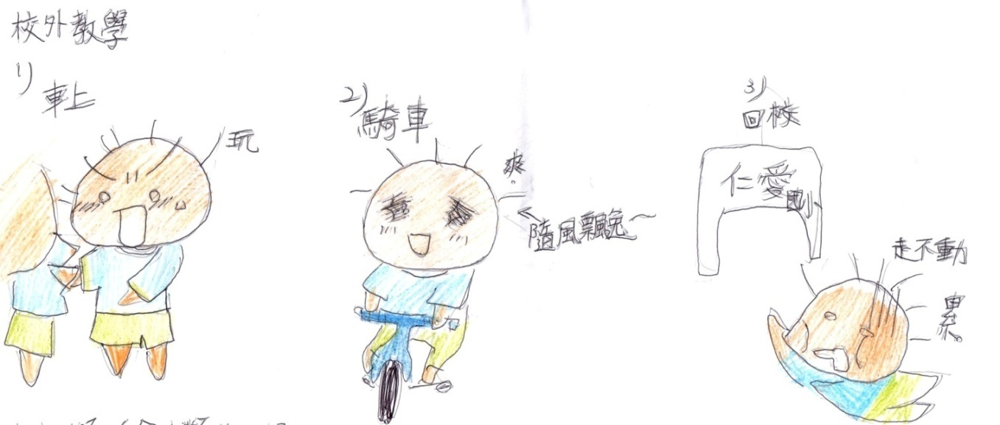 校外教學
1) 車上
玩
2) 騎車
爽。
隨風飄逸~
3) 回校
仁愛國小
走不動
累。